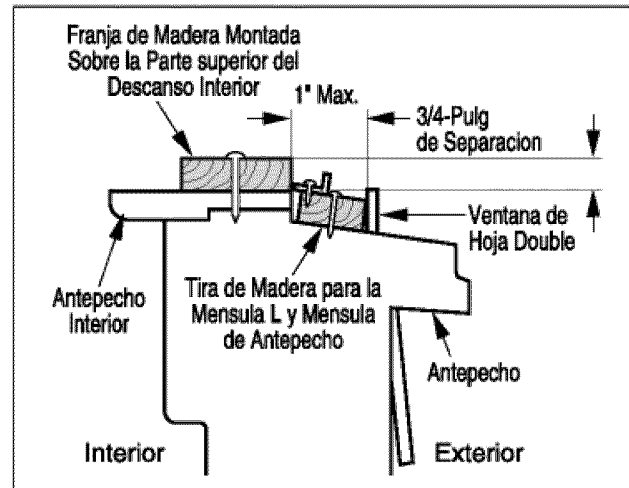 Franja de Madera Montada
Sobre la Parte superior del
Descanso Interior
1" Max.
3/4-Pulg
de Separacion
Ventana de
Hoja Double
Antepecho
Interior
Tira de Madera para la
Mensula L y Mensula
de Antepecho
Antepecho
Interior
Exterior